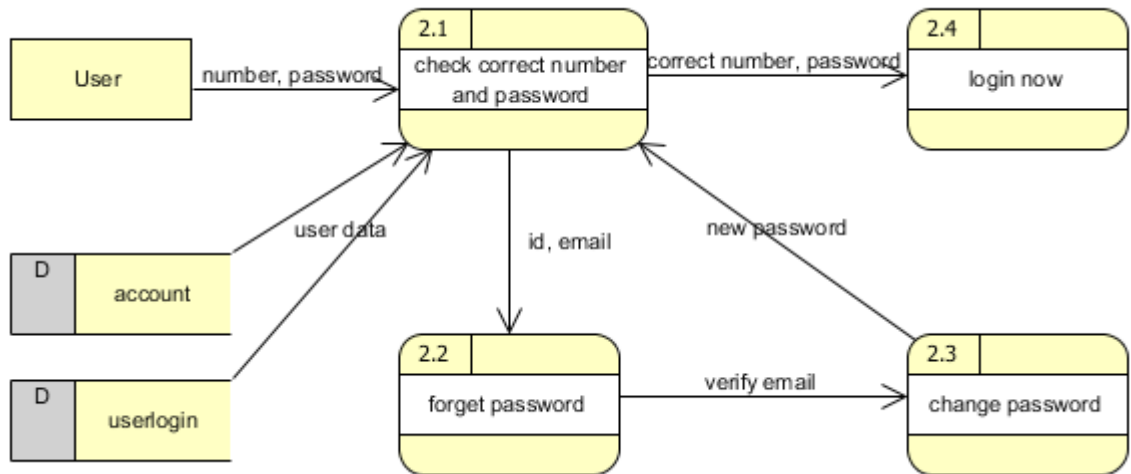 User
number, password
2.1
check correct number
and password
correct number, password
2.4
login now
user data
id, email
new password
D
account
D
userlogin
2.2
forget password
verify email
2.3
change password